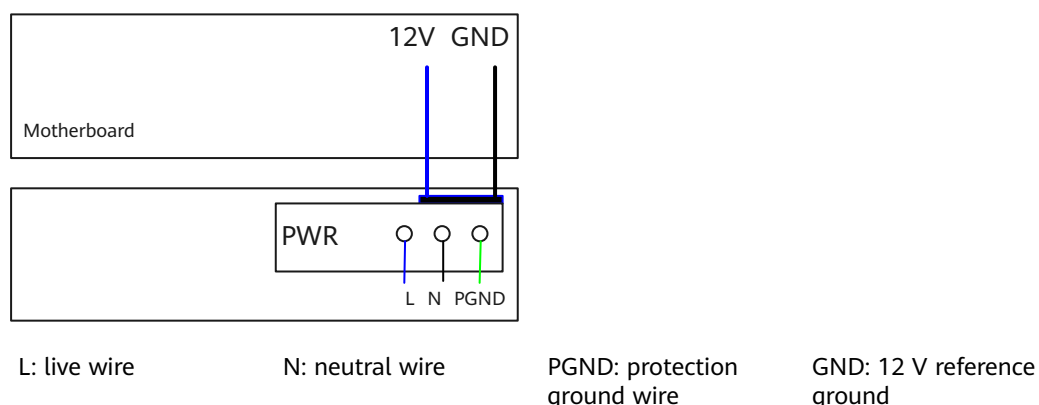 12V GND
Motherboard
PWR
L N PGND
L: live wire
N: neutral wire
PGND: protection
ground wire
GND: 12 V reference
ground